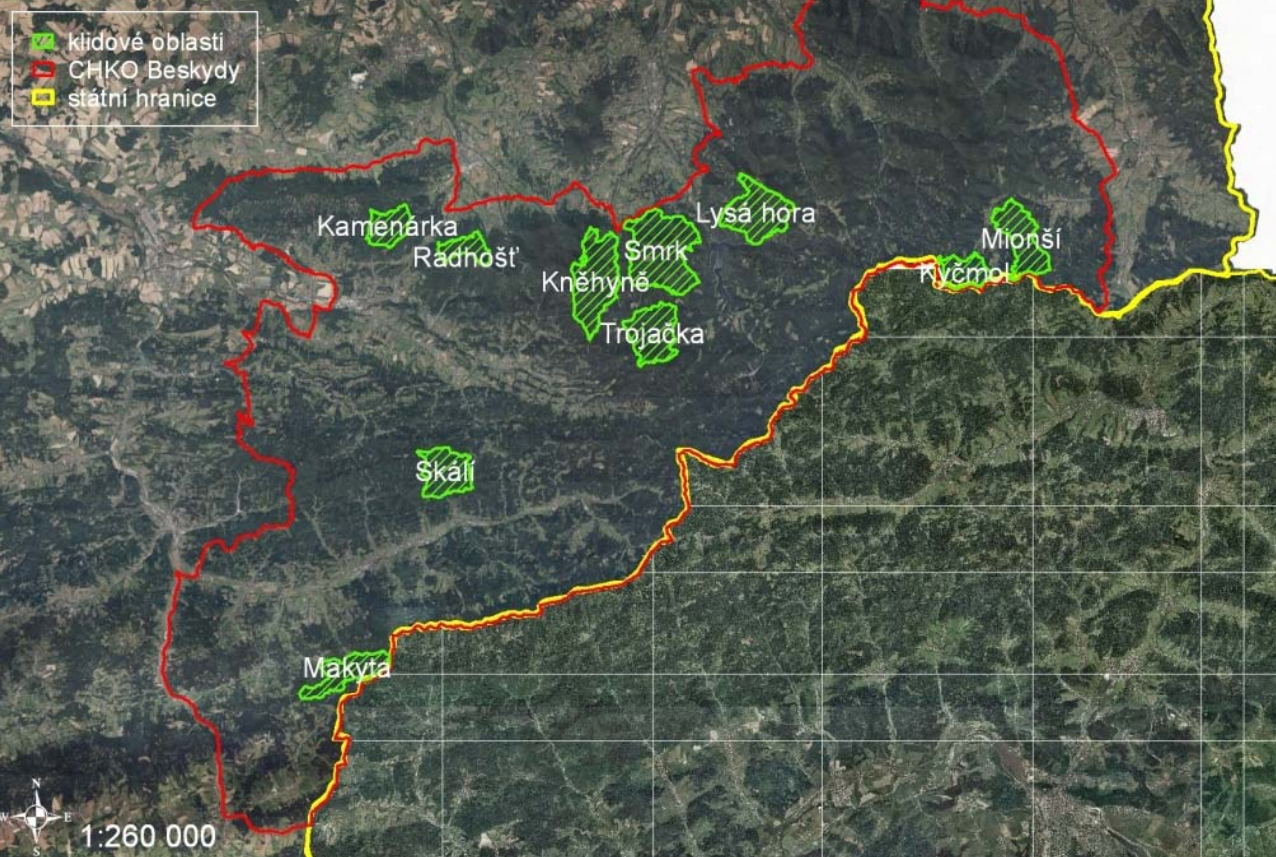 klidové oblasti
CHKO Beskydy
státní hranice
Lysá hora
Kamenárka
Radhošť
Smrk
Mionší
Kněhyně
Kyčmol
Trojačka
Skálí
Makyta
N
W E
S
1:260 000